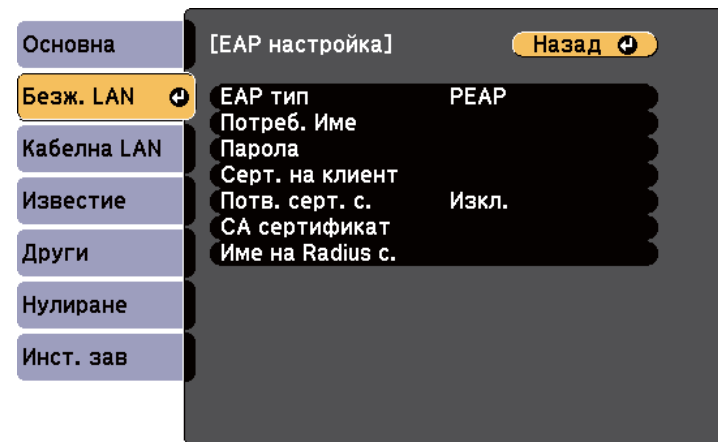 Основна
Безж. LAN
Кабелна LAN
Известие
Други
Нулиране
Инст. зав
[EAP настройка]
Назад
EAP тип PEAP
Потреб. Име
Парола
Серт. на клиент
Потв. серт. с. Изкл.
CA сертификат
Име на Radius с.